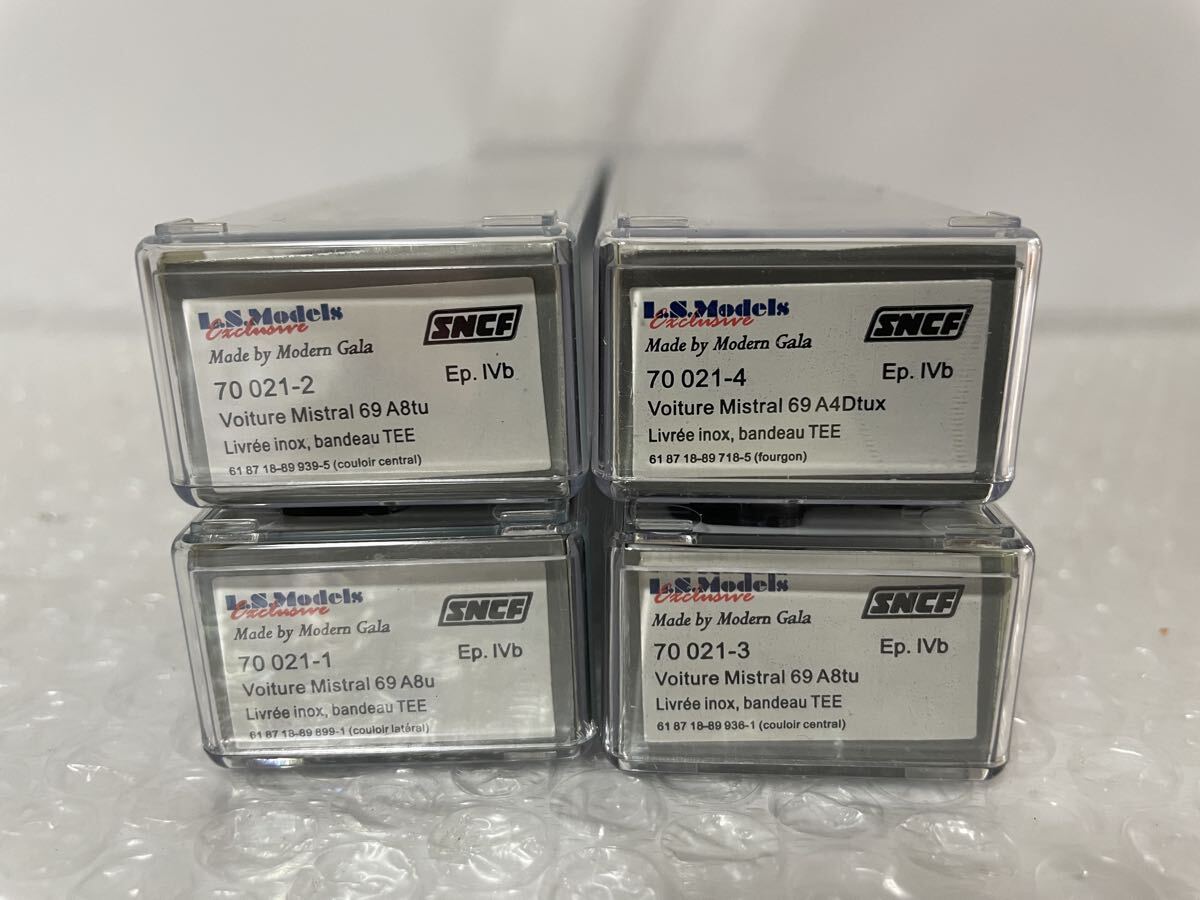 L.S.Models
Exclusive
SNCF
Made by Modern Gala
70 021-2
Ep. IVb
Voiture Mistral 69 A8tu
Livrée inox, bandeau TEE
61 87 18-89 939-5 (couloir central)
L.S.Models
Exclusive
SNCF
Made by Modern Gala
70 021-4
Ep. IVb
Voiture Mistral 69 A4Dtux
Livrée inox, bandeau TEE
61 87 18-89 718-5 (fourgon)
L.S.Models
Exclusive
SNCF
Made by Modern Gala
70 021-1
Ep. IVb
Voiture Mistral 69 A8u
Livrée inox, bandeau TEE
61 87 18-89 899-1 (couloir latéral)
L.S.Models
Exclusive
SNCF
Made by Modern Gala
70 021-3
Ep. IVb
Voiture Mistral 69 A8tu
Livrée inox, bandeau TEE
61 87 18-89 936-1 (couloir central)